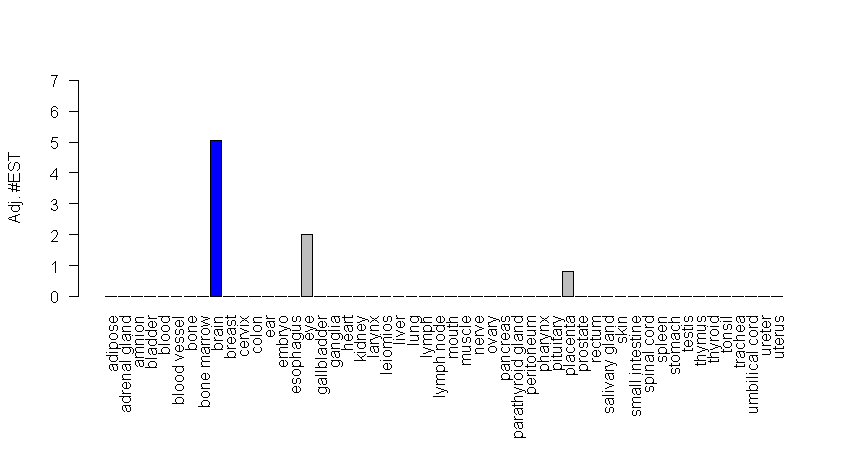 7
6
5
4
3
2
1
0
Adj. #EST
adipose
adrenal gland
amnion
bladder
blood
blood vessel
bone
bone marrow
brain
breast
cervix
colon
ear
embryo
esophagus
eye
gallbladder
ganglia
heart
kidney
larynx
leiomios
liver
lung
lymph
lymph node
mouth
muscle
nerve
ovary
pancreas
parathyroid gland
peritoneum
pharynx
pituitary
placenta
prostate
rectum
salivary gland
skin
small intestine
spinal cord
spleen
stomach
testis
thymus
thyroid
tonsil
trachea
umbilical cord
ureter
uterus